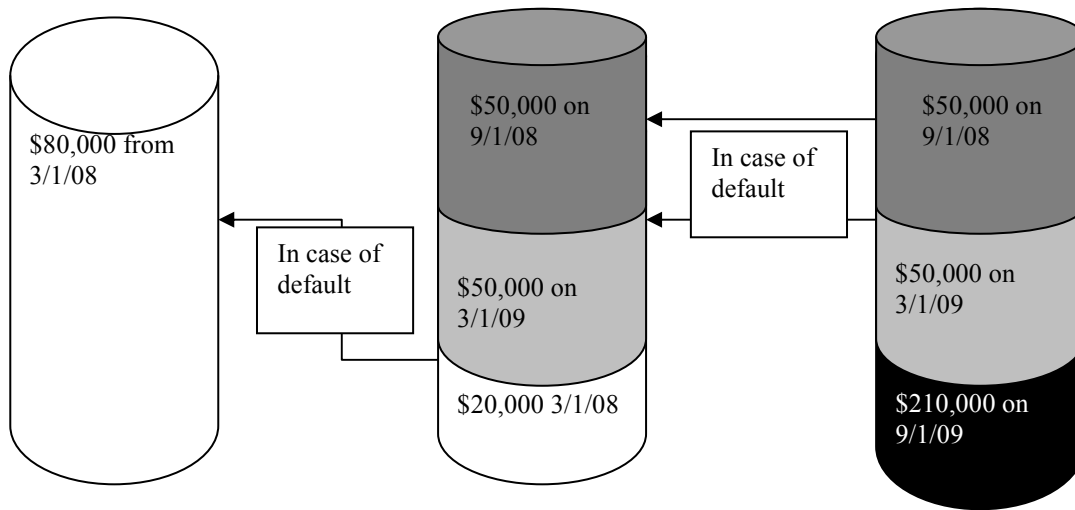 $80,000 from
3/1/08
In case of
default
$50,000 on
9/1/08
$50,000 on
3/1/09
$20,000 3/1/08
In case of
default
$50,000 on
9/1/08
$50,000 on
3/1/09
$210,000 on
9/1/09